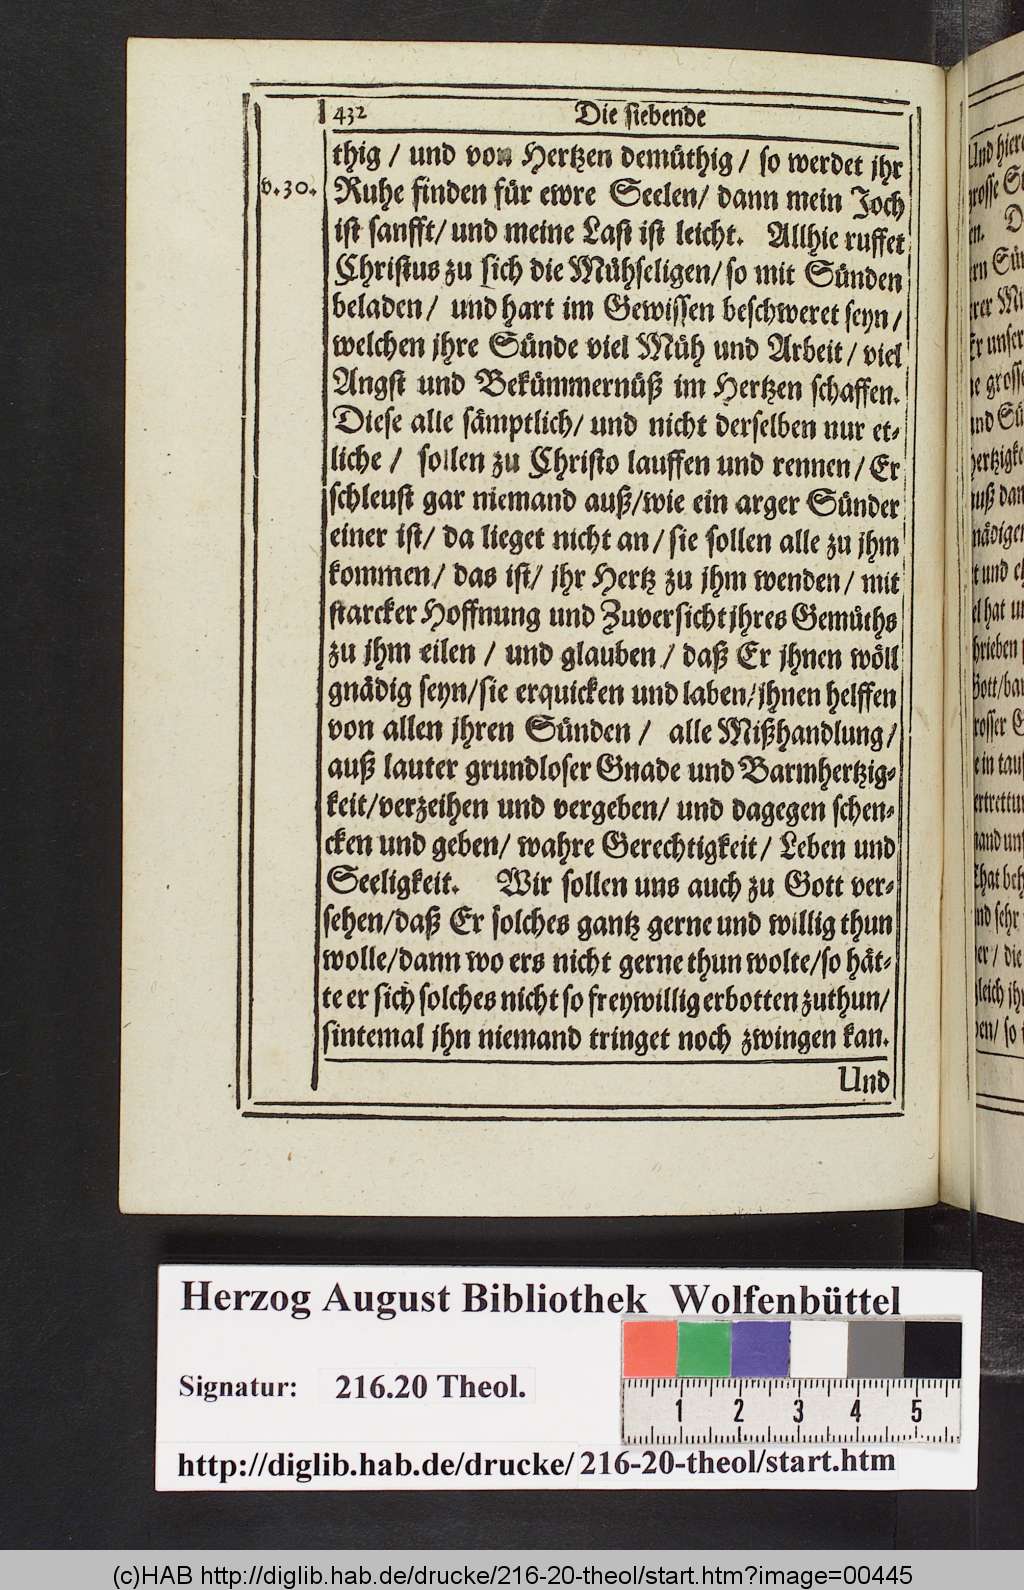 432 Die siebende
thig / und von Hertzen demüthig / so werdet jhr
v. 30. Ruhe finden für ewre Seelen / dann mein Joch
ist sanfft / und meine Last ist leicht. Allhie ruffet
Christus zu sich die Mühseligen / so mit Sünden
beladen / und hart im Gewissen beschweret seyn /
welchen jhre Sünde viel Müh und Arbeit / viel
Angst und Bekümmernüß im Hertzen schaffen.
Diese alle sämptlich / und nicht derselben nur et-
liche / sollen zu Christo lauffen und rennen / Er
schleust gar niemand auß / wie ein arger Sünder
einer ist / da lieget nicht an / sie sollen alle zu jhm
kommen / das ist / jhr Hertz zu jhm wenden / mit
starcker Hoffnung und Zuversicht jhres Gemüths
zu jhm eilen / und glauben / daß Er jhnen wöll
gnädig seyn / sie erquicken und laben / jhnen helffen
von allen jhren Sünden / alle Mißhandlung /
auß lauter grundloser Gnade und Barmhertzig-
keit / verzeihen und vergeben / und dagegen schen-
cken und geben / wahre Gerechtigkeit / Leben und
Seeligkeit. Wir sollen uns auch zu Gott ver-
sehen / daß Er solches gantz gerne und willig thun
wolle / dann wo ers nicht gerne thun wolte / so hät-
te er sich solches nicht so freywillig erbotten zuthun /
sintemal jhn niemand tringet noch zwingen kan.
Und
Herzog August Bibliothek Wolfenbüttel
Signatur: 216.20 Theol.
1 2 3 4 5
http://diglib.hab.de/drucke/216-20-theol/start.htm
(c)HAB http://diglib.hab.de/drucke/216-20-theol/start.htm?image=00445